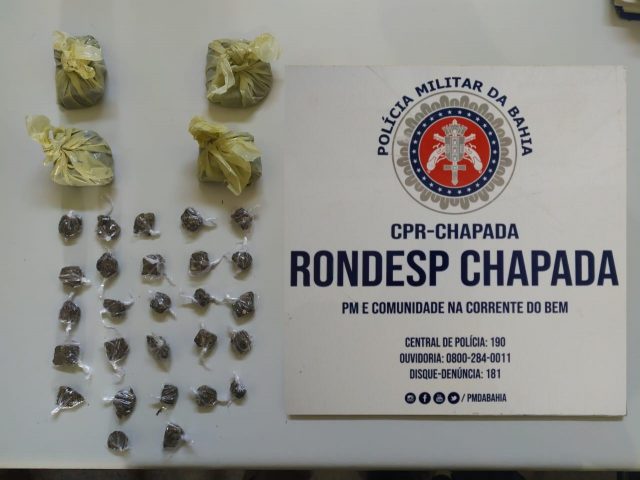 POLÍCIA MILITAR DA BAHIA
CPR-CHAPADA
RONDESP CHAPADA
PM E COMUNIDADE NA CORRENTE DO BEM
CENTRAL DE POLÍCIA: 190
OUVIDORIA: 0800-284-0011
DISQUE-DENÚNCIA: 181
/ PMDABAHIA